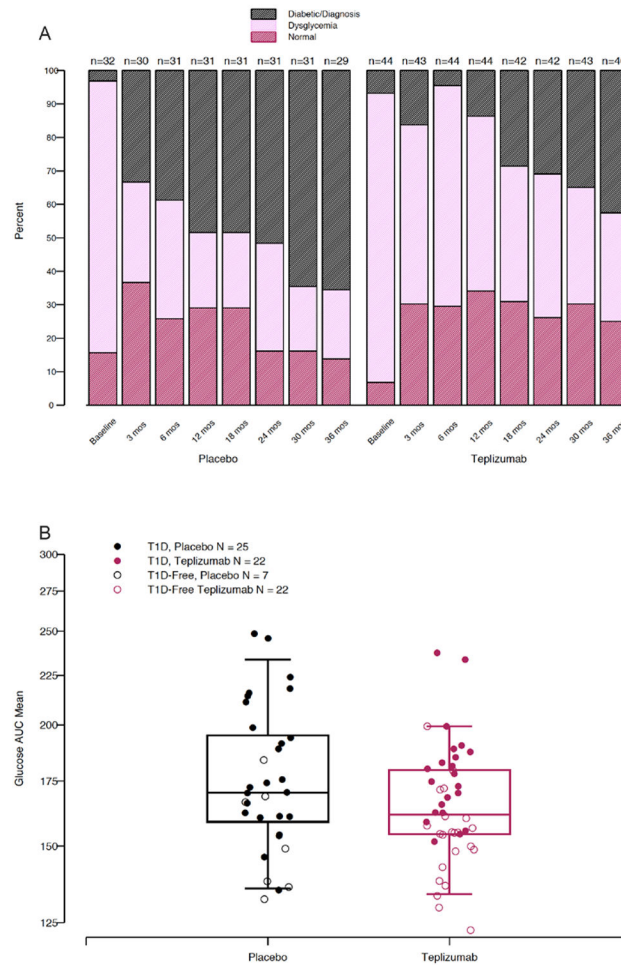 A
Diabetic/Diagnosis
Dysglycemia
Normal
n=32 n=30 n=31 n=31 n=31 n=31 n=31 n=29 n=44 n=43 n=44 n=44 n=42 n=42 n=43
100
90
80
70
60
50
40
30
20
10
0
Percent
Baseline 3 mos 6 mos 12 mos 18 mos 24 mos 30 mos 36 mos Baseline 3 mos 6 mos 12 mos 18 mos 24 mos 30 mos 36 mos
Placebo Teplizumab
B
T1D, Placebo N = 25
T1D, Teplizumab N = 22
T1D-Free, Placebo N = 7
T1D-Free Teplizumab N = 22
300
275
250
225
200
175
150
125
Glucose AUC Mean
Placebo Teplizumab